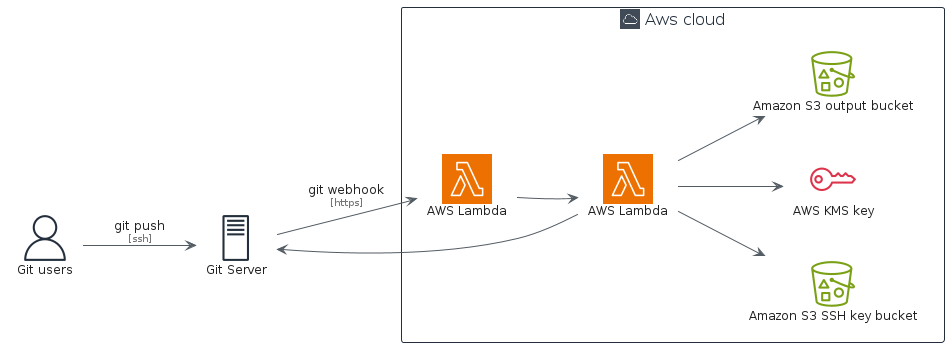 Aws cloud
Amazon S3 output bucket
git webhook
[https]
AWS Lambda
AWS Lambda
AWS KMS key
git push
[ssh]
Git users
Git Server
Amazon S3 SSH key bucket